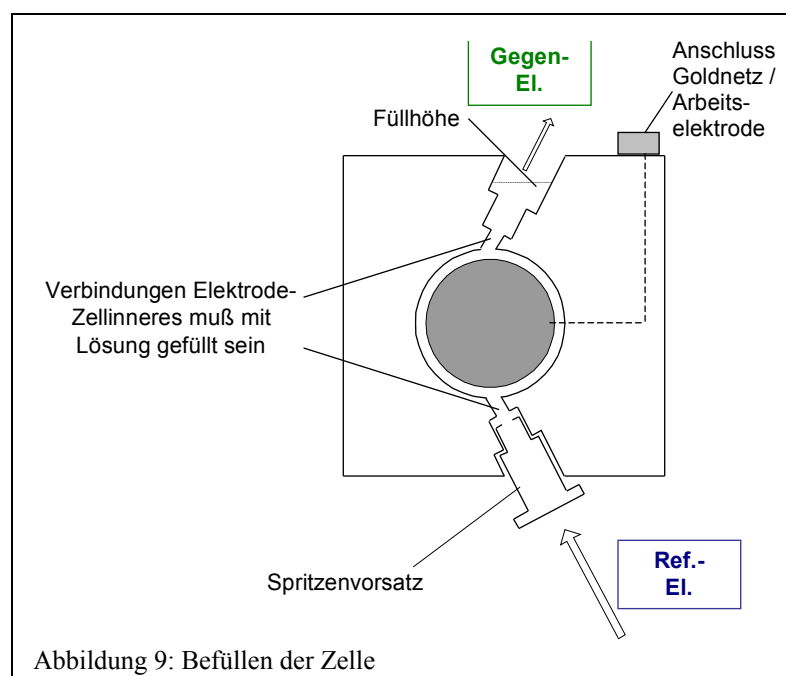 Gegen-
El.
Anschluss
Goldnetz /
Arbeits-
elektrode
Füllhöhe
Verbindungen Elektrode-
Zellinneres muß mit
Lösung gefüllt sein
Spritzenvorsatz
Ref.-
El.
Abbildung 9: Befüllen der Zelle